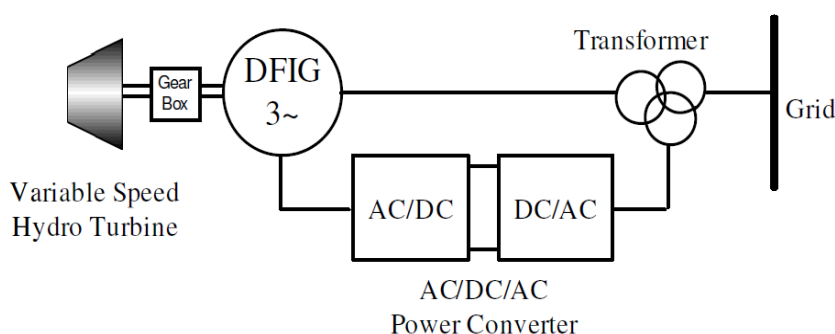 Transformer
DFIG
3~
Gear
Box
Grid
Variable Speed
Hydro Turbine
AC/DC
DC/AC
AC/DC/AC
Power Converter